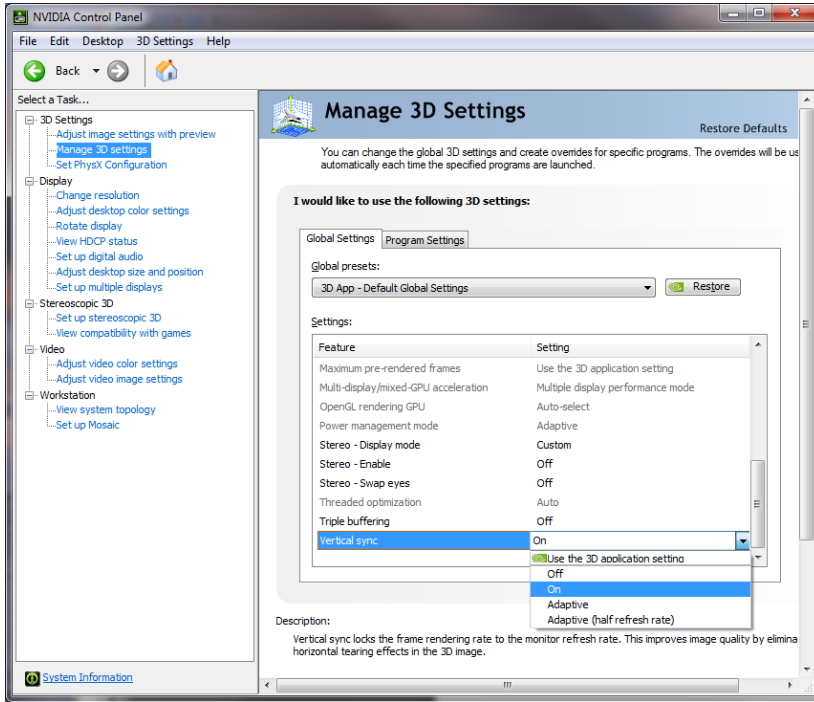 NVIDIA Control Panel
File Edit Desktop 3D Settings Help
Back
Select a Task...
3D Settings
Adjust image settings with preview
Manage 3D settings
Set PhysX Configuration
Display
Change resolution
Adjust desktop color settings
Rotate display
View HDCP status
Set up digital audio
Adjust desktop size and position
Set up multiple displays
Stereoscopic 3D
Set up stereoscopic 3D
View compatibility with games
Video
Adjust video color settings
Adjust video image settings
Workstation
View system topology
Set up Mosaic
System Information
Manage 3D Settings
Restore Defaults
You can change the global 3D settings and create overrides for specific programs. The overrides will be us
automatically each time the specified programs are launched.
I would like to use the following 3D settings:
Global Settings Program Settings
Global presets:
3D App - Default Global Settings Restore
Settings:
Feature Setting
Maximum pre-rendered frames Use the 3D application setting
Multi-display/mixed-GPU acceleration Multiple display performance mode
OpenGL rendering GPU Auto-select
Power management mode Adaptive
Stereo - Display mode Custom
Stereo - Enable Off
Stereo - Swap eyes Off
Threaded optimization Auto
Triple buffering Off
Vertical sync On
Use the 3D application setting
Off
On
Adaptive
Adaptive (half refresh rate)
Description:
Vertical sync locks the frame rendering rate to the monitor refresh rate. This improves image quality by elimina
horizontal tearing effects in the 3D image.